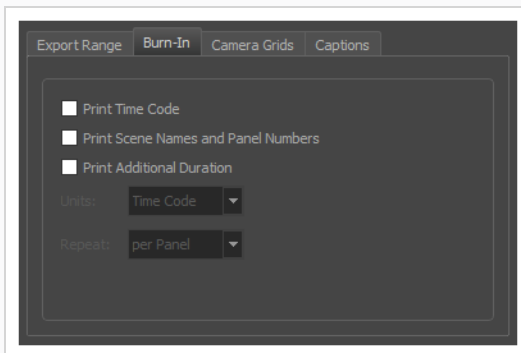 Export Range Burn-In Camera Grids Captions
Print Time Code
Print Scene Names and Panel Numbers
Print Additional Duration
Units: Time Code
Repeat: per Panel